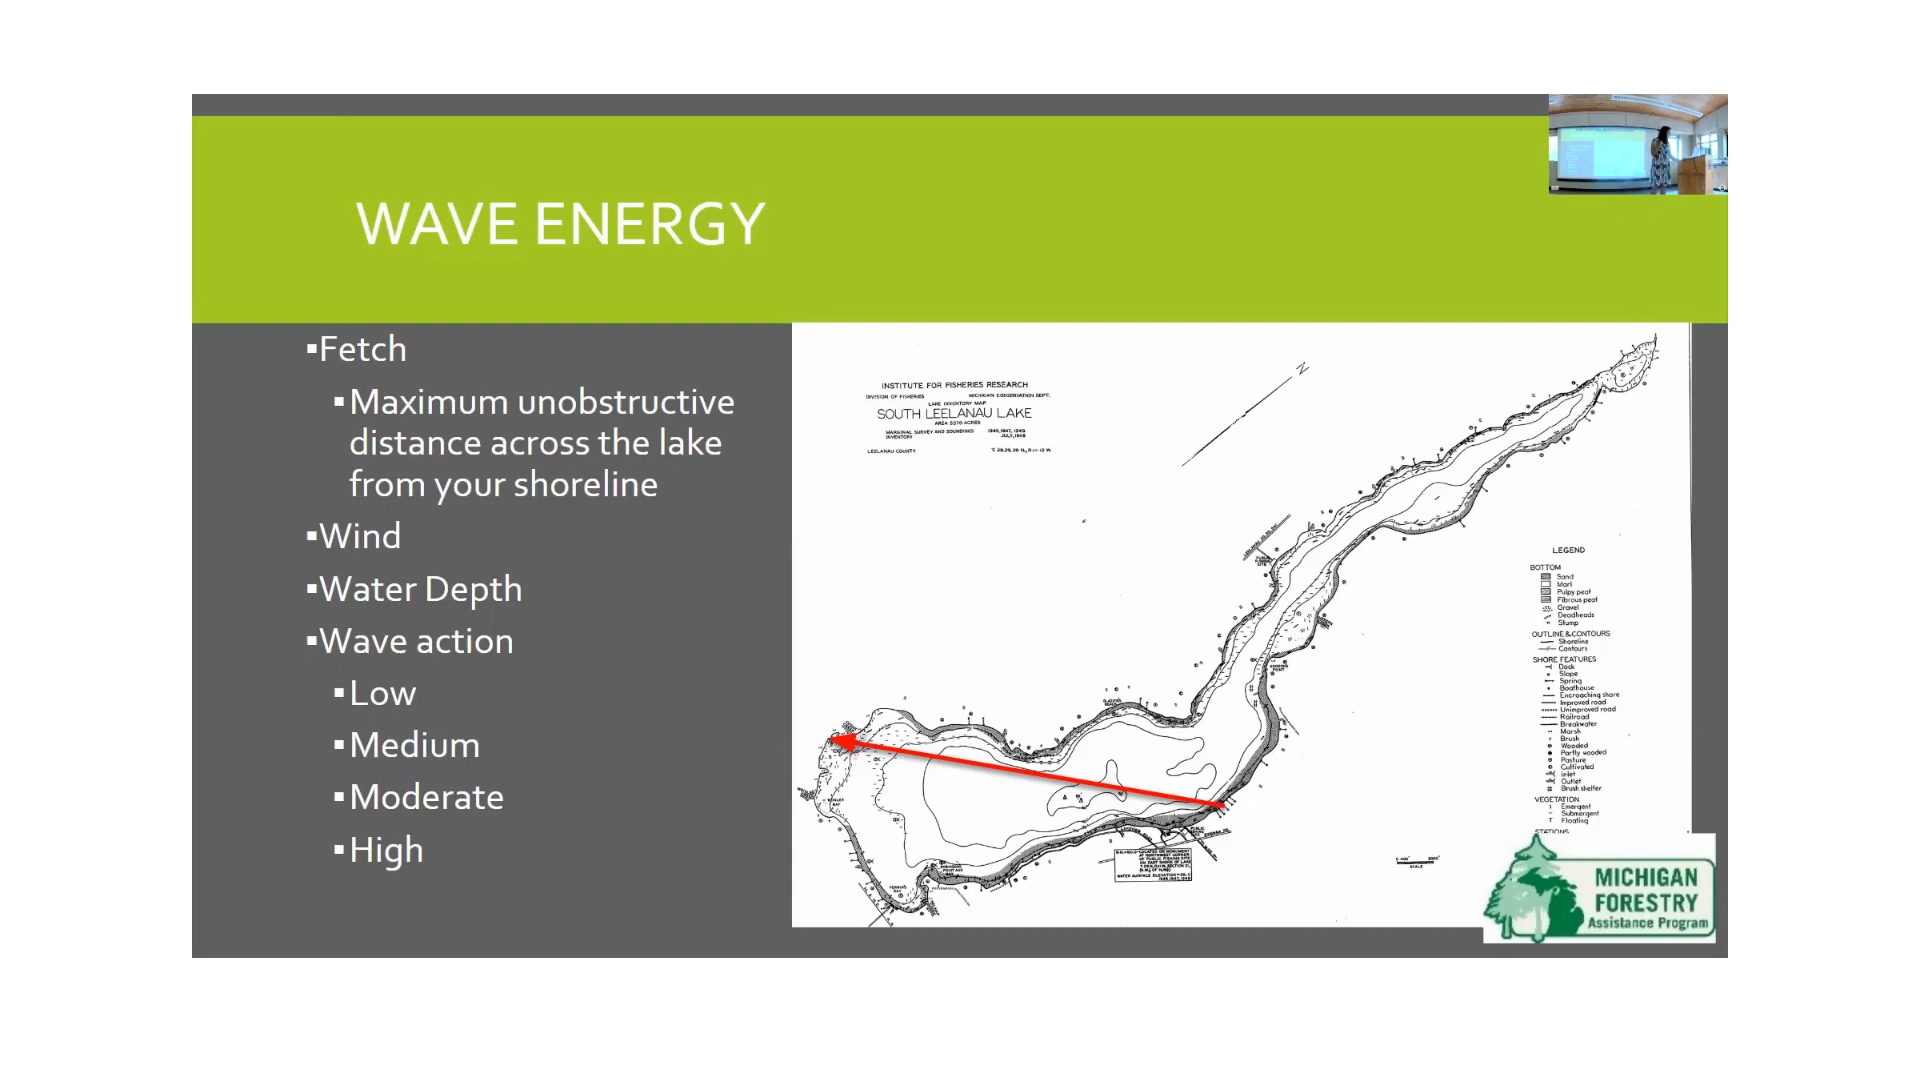 WAVE ENERGY
▪Fetch
▪Maximum unobstructive
distance across the lake
from your shoreline
▪Wind
▪Water Depth
▪Wave action
▪Low
▪Medium
▪Moderate
▪High
INSTITUTE FOR FISHERIES RESEARCH
DIVISION OF FISHERIES MICHIGAN CONSERVATION DEPT.
LAKE INVENTORY MAP
SOUTH LEELANAU LAKE
AREA 5370 ACRES
MARGINAL SURVEY AND SOUNDINGS
INVENTORY JULY, 1949
LEELANAU COUNTY
N
LEGEND
BOTTOM
Sand
Marl
Pulpy peat
Fibrous peat
Gravel
Deadheads
Stump
OUTLINE & CONTOURS
Shoreline
Contours
SHORE FEATURES
Dock
Slope
Spring
Boathouse
Encroaching shore
Improved road
Unimproved road
Railroad
Breakwater
Marsh
Brush
Wooded
Partly wooded
Pasture
Cultivated
Inlet
Outlet
Brush shelter
VEGETATION
Emergent
Submergent
Floating
STATIONS
SCALE
MICHIGAN
FORESTRY
Assistance Program